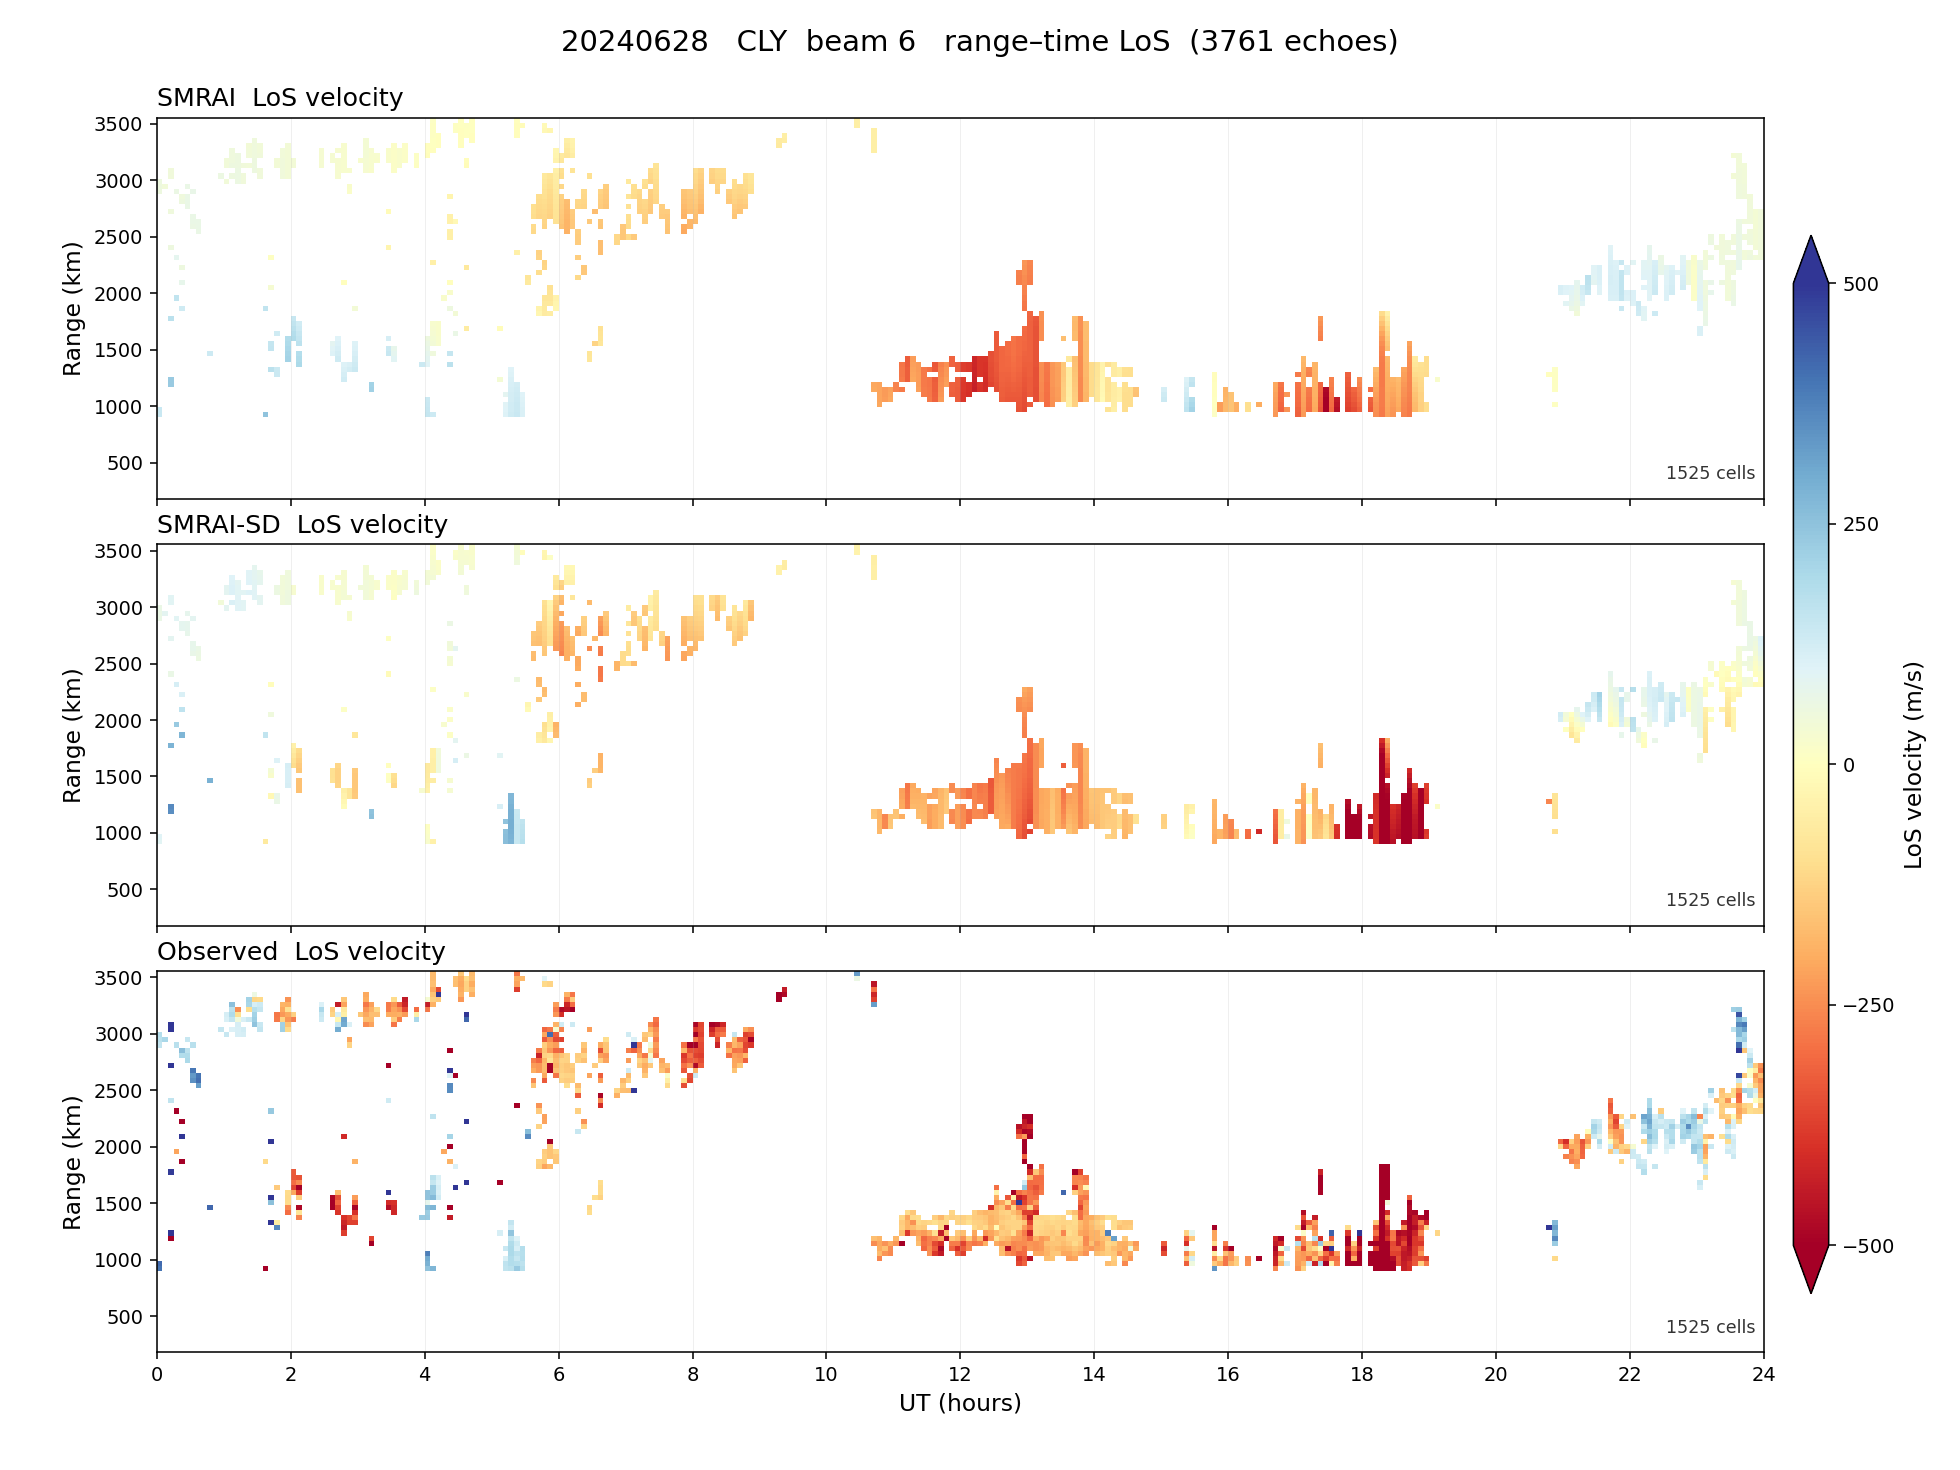 20240628   CLY  beam 6   range–time LoS  (3761 echoes)
SMRAI  LoS velocity
3500
3000
2500
2000
1500
1000
500
Range (km)
1525 cells
SMRAI-SD  LoS velocity
3500
3000
2500
2000
1500
1000
500
Range (km)
1525 cells
Observed  LoS velocity
3500
3000
2500
2000
1500
1000
500
Range (km)
1525 cells
0 2 4 6 8 10 12 14 16 18 20 22 24
UT (hours)
500
250
0
−250
−500
LoS velocity (m/s)